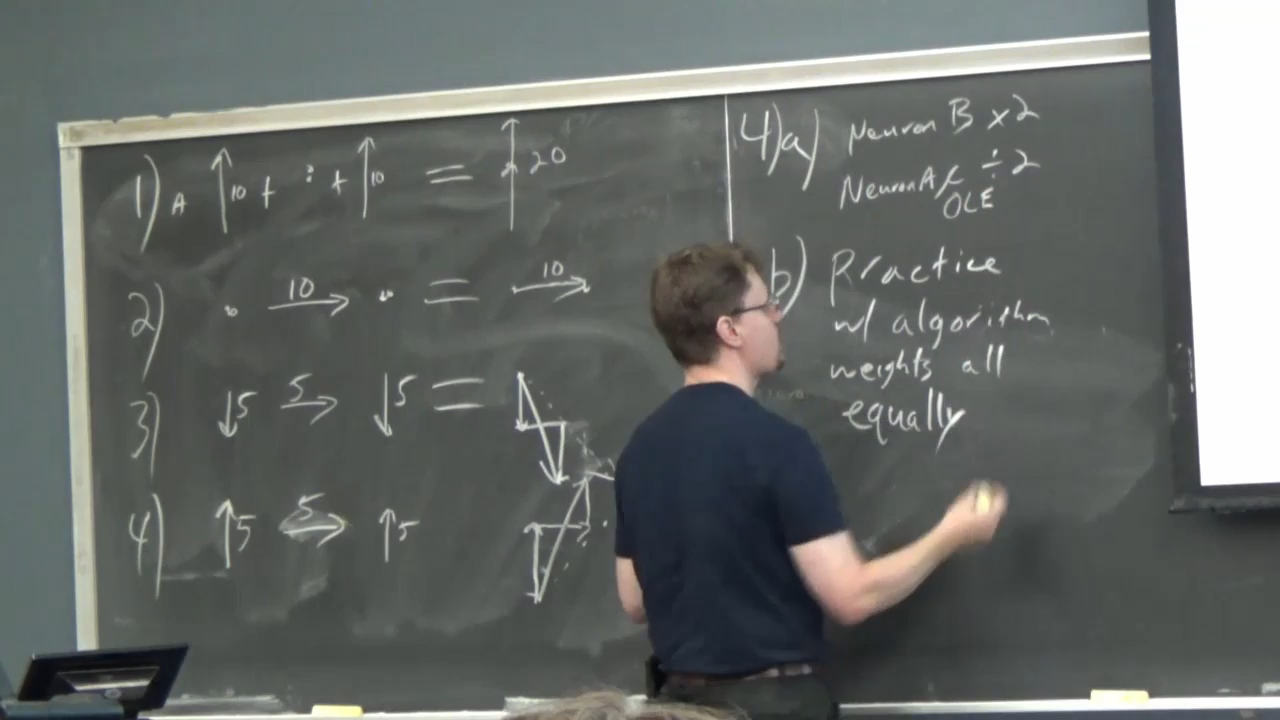 1) A ↑10 + : + ↑10 = ↑20
2) . 10→ . = 10→
3) ↓5 5→ ↓5 =
4) ↑5 5→ ↑5
4)a) Neuron B x 2
Neuron A/C ÷ 2
OLE
b) Practice
w/ algorithm
weights all
equally